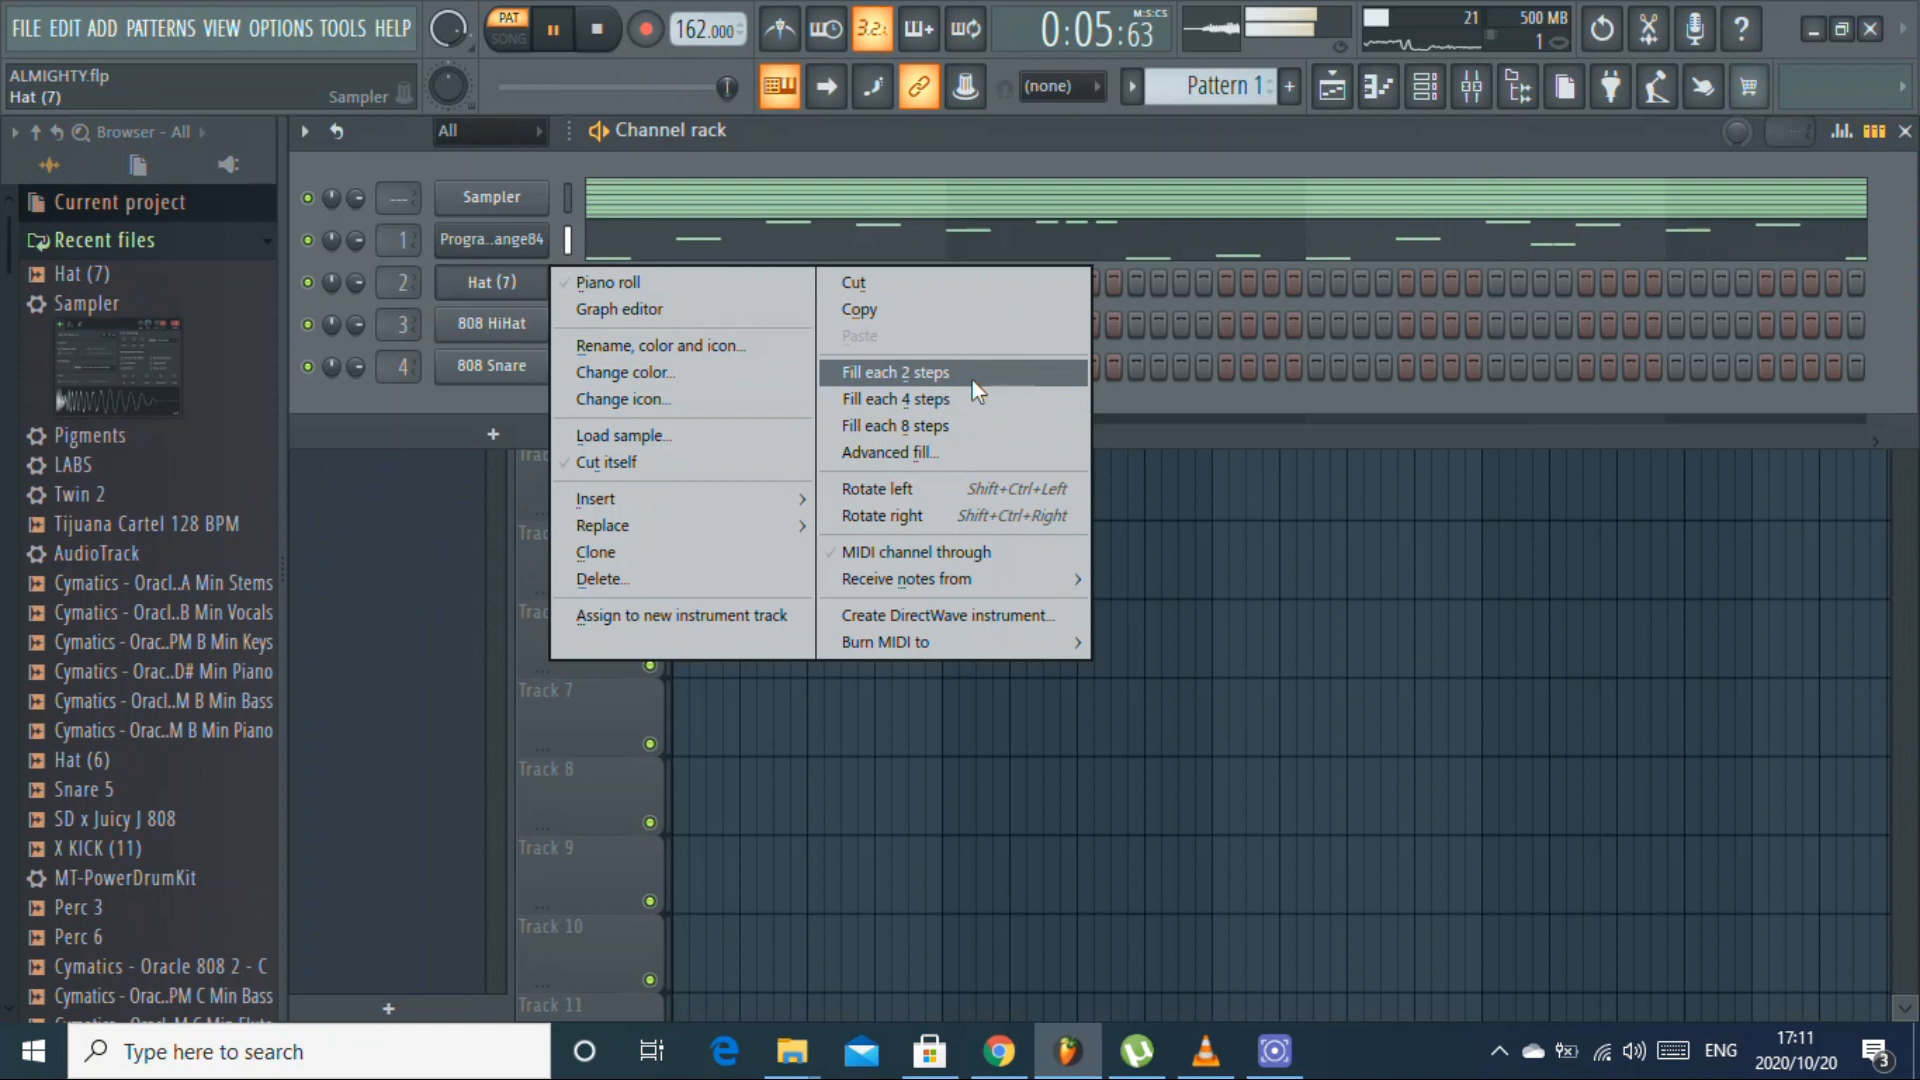 FILE EDIT ADD PATTERNS VIEW OPTIONS TOOLS HELP
PAT
SONG
162.000
3.2.
0:05:63
M:S:CS
21
500 MB
1
ALMIGHTY.flp
Hat (7)
Sampler
(none)
Pattern 1
Browser - All
All
Channel rack
Current project
Recent files
Hat (7)
Sampler
Pigments
LABS
Twin 2
Tijuana Cartel 128 BPM
AudioTrack
Cymatics - Oracl..A Min Stems
Cymatics - Oracl..B Min Vocals
Cymatics - Orac..PM B Min Keys
Cymatics - Orac..D# Min Piano
Cymatics - Orac..M B Min Bass
Cymatics - Orac..M B Min Piano
Hat (6)
Snare 5
SD x Juicy J 808
X KICK (11)
MT-PowerDrumKit
Perc 3
Perc 6
Cymatics - Oracle 808 2 - C
Cymatics - Orac..PM C Min Bass
--- Sampler
1 Progra..ange84
2 Hat (7)
3 808 HiHat
4 808 Snare
Piano roll
Graph editor
Rename, color and icon...
Change color...
Change icon...
Load sample...
Cut itself
Insert
Replace
Clone
Delete...
Assign to new instrument track
Cut
Copy
Paste
Fill each 2 steps
Fill each 4 steps
Fill each 8 steps
Advanced fill...
Rotate left Shift+Ctrl+Left
Rotate right Shift+Ctrl+Right
MIDI channel through
Receive notes from
Create DirectWave instrument...
Burn MIDI to
Track 7
Track 8
Track 9
Track 10
Track 11
Type here to search
ENG
17:11
2020/10/20
3